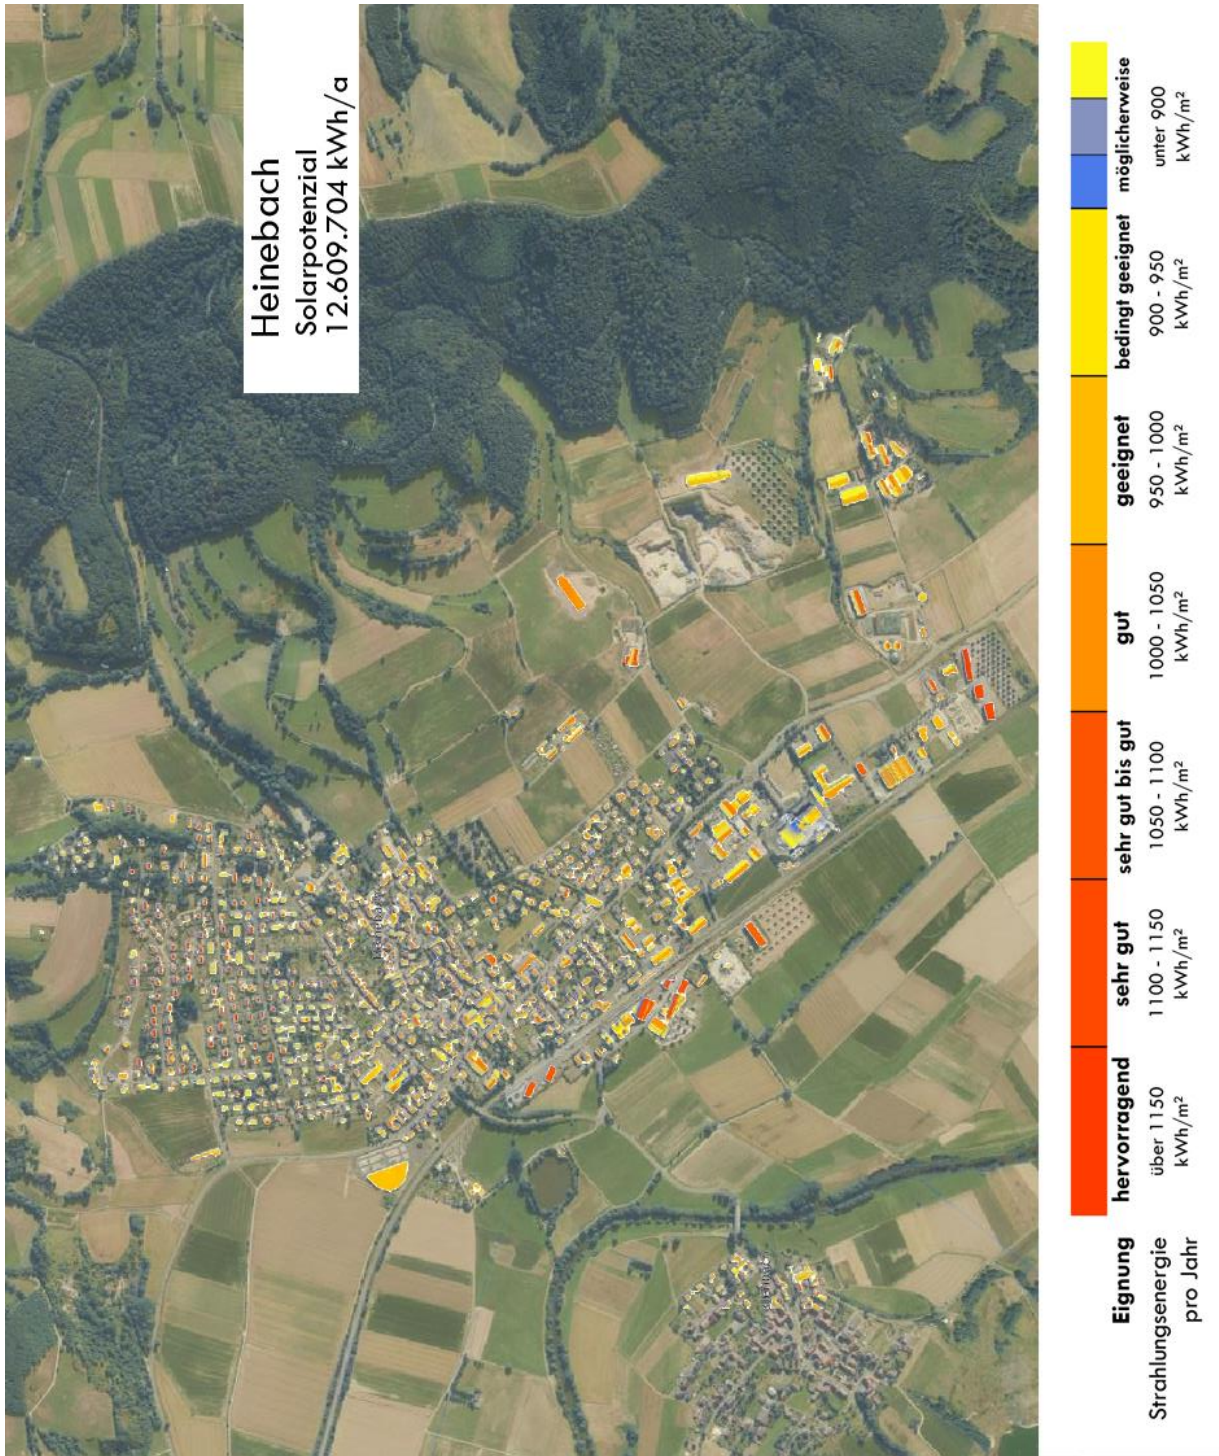 Heinebach
Solarpotenzial
12.609.704 kWh/a
Eignung
hervorragend
sehr gut
sehr gut bis gut
gut
geeignet
bedingt geeignet
möglicherweise
Strahlungsenergie
pro Jahr
über 1150
kWh/m²
1100 - 1150
kWh/m²
1050 - 1100
kWh/m²
1000 - 1050
kWh/m²
950 - 1000
kWh/m²
900 - 950
kWh/m²
unter 900
kWh/m²